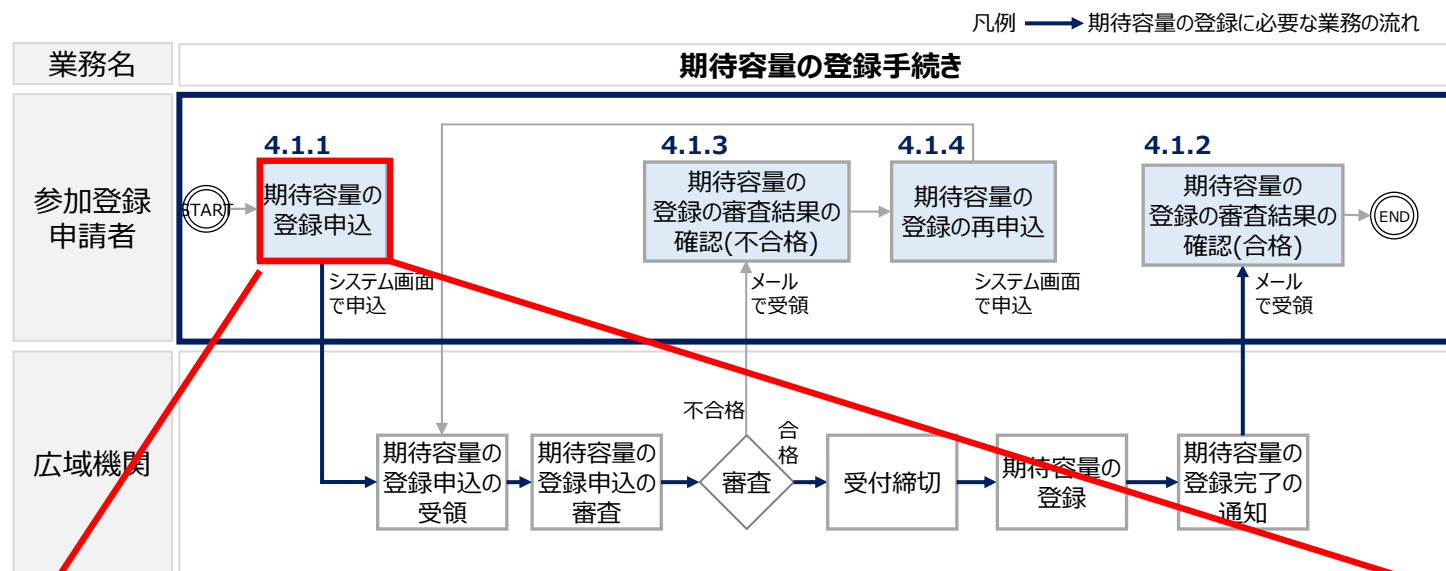 凡例 期待容量の登録に必要な業務の流れ
業務名
期待容量の登録手続き
参加登録
申請者
START
4.1.1
期待容量の
登録申込
システム画面
で申込
4.1.3
期待容量の
登録の審査結果の
確認(不合格)
メール
で受領
4.1.4
期待容量の
登録の再申込
システム画面
で申込
4.1.2
期待容量の
登録の審査結果の
確認(合格)
メール
で受領
END
広域機関
期待容量の
登録申込の
受領
期待容量の
登録申込の
審査
不合格
審査
合
格
受付締切
期待容量の
登録
期待容量の
登録完了の
通知